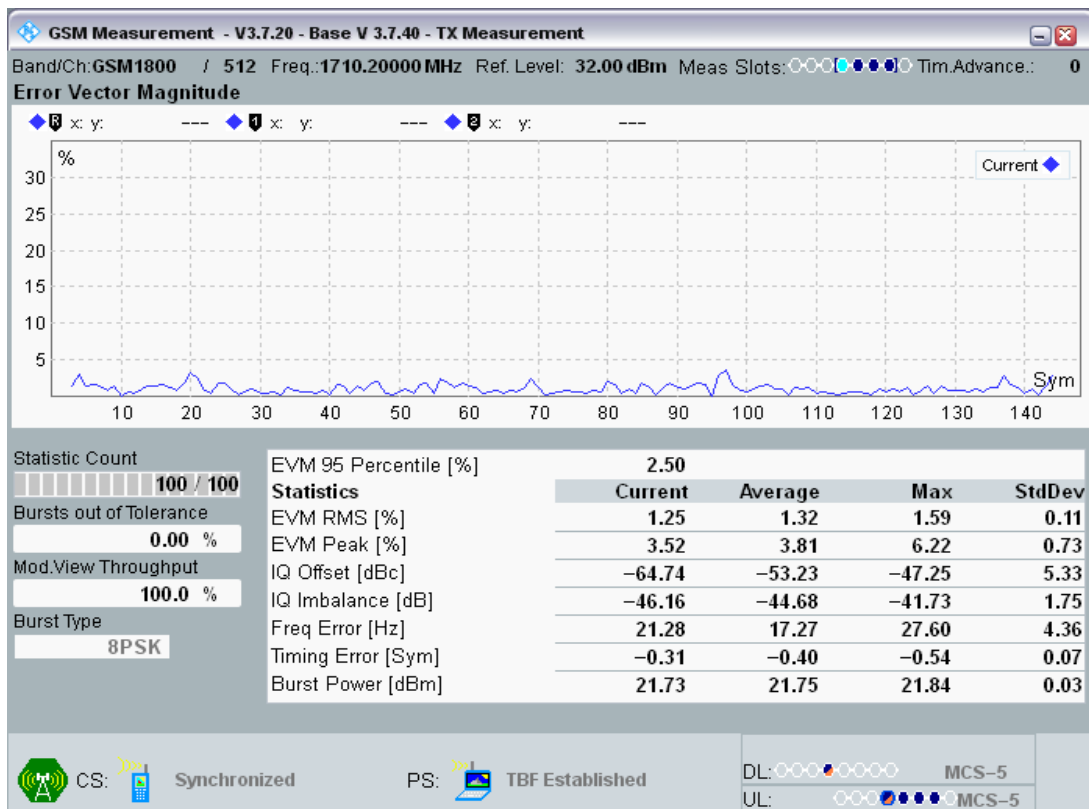 GSM Measurement - V3.7.20 - Base V 3.7.40 - TX Measurement
Band/Ch:GSM1800 / 512 Freq.:1710.20000 MHz Ref. Level: 32.00 dBm Meas Slots: Tim.Advance.: 0
Error Vector Magnitude
R x: y: --- 1 x: y: --- 2 x: y: ---
%
Current
30
25
20
15
10
5
Sym
10 20 30 40 50 60 70 80 90 100 110 120 130 140
Statistic Count
100 / 100
Bursts out of Tolerance
0.00 %
Mod.View Throughput
100.0 %
Burst Type
8PSK
EVM 95 Percentile [%] 2.50
Statistics Current Average Max StdDev
EVM RMS [%] 1.25 1.32 1.59 0.11
EVM Peak [%] 3.52 3.81 6.22 0.73
IQ Offset [dBc] −64.74 −53.23 −47.25 5.33
IQ Imbalance [dB] −46.16 −44.68 −41.73 1.75
Freq Error [Hz] 21.28 17.27 27.60 4.36
Timing Error [Sym] −0.31 −0.40 −0.54 0.07
Burst Power [dBm] 21.73 21.75 21.84 0.03
CS: Synchronized PS: TBF Established
DL: MCS−5
UL: MCS−5